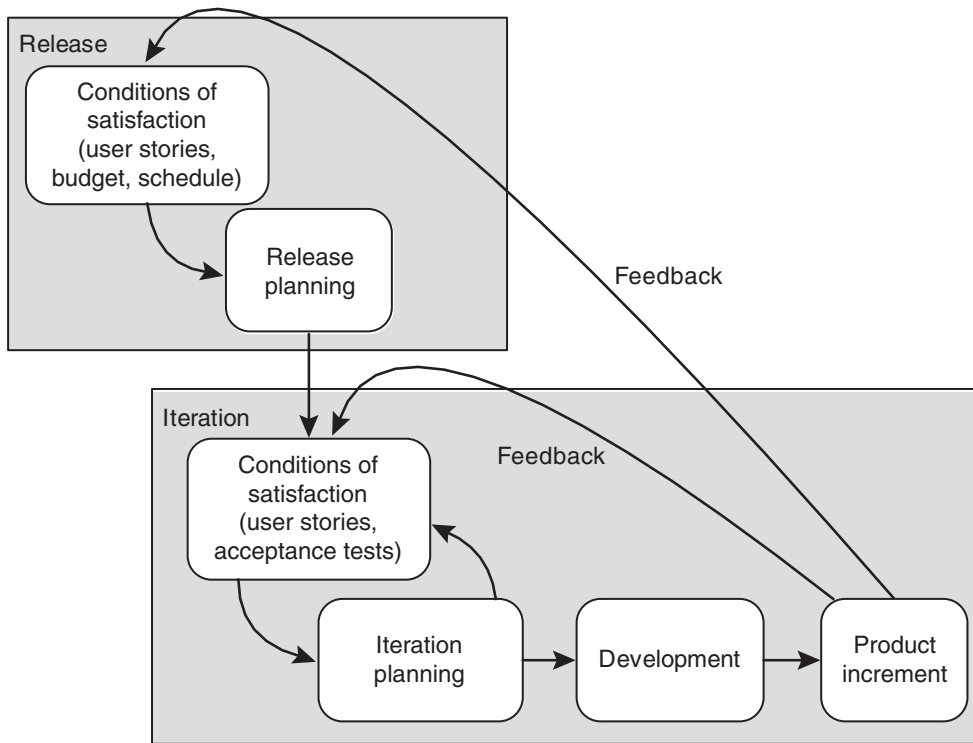 Release
Conditions of
satisfaction
(user stories,
budget, schedule)
Release
planning
Feedback
Iteration
Conditions of
satisfaction
(user stories,
acceptance tests)
Feedback
Iteration
planning
Development
Product
increment